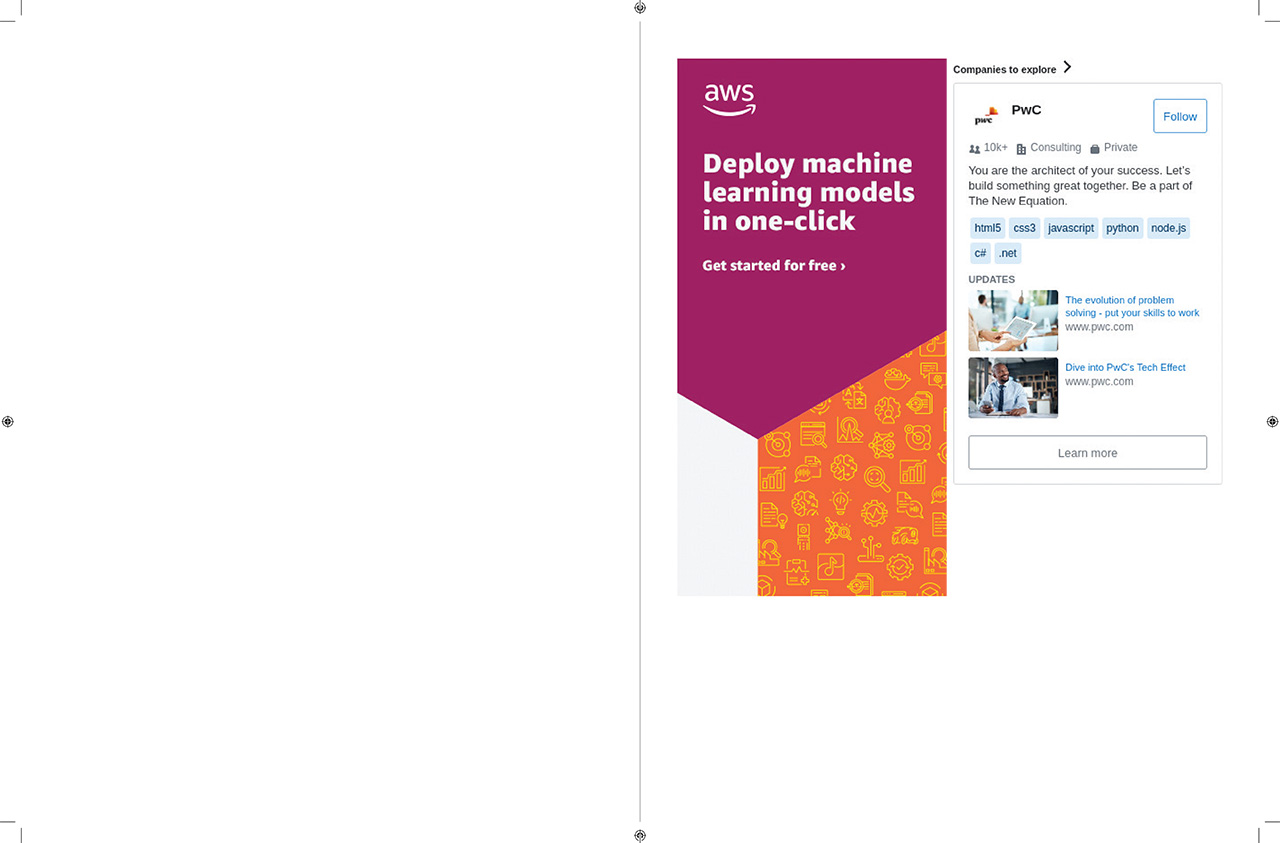 aws
Deploy machine
learning models
in one-click
Get started for free ›
Companies to explore
pwc
PwC
Follow
10k+ Consulting Private
You are the architect of your success. Let's
build something great together. Be a part of
The New Equation.
html5 css3 javascript python node.js
c# .net
UPDATES
The evolution of problem
solving - put your skills to work
www.pwc.com
Dive into PwC's Tech Effect
www.pwc.com
Learn more